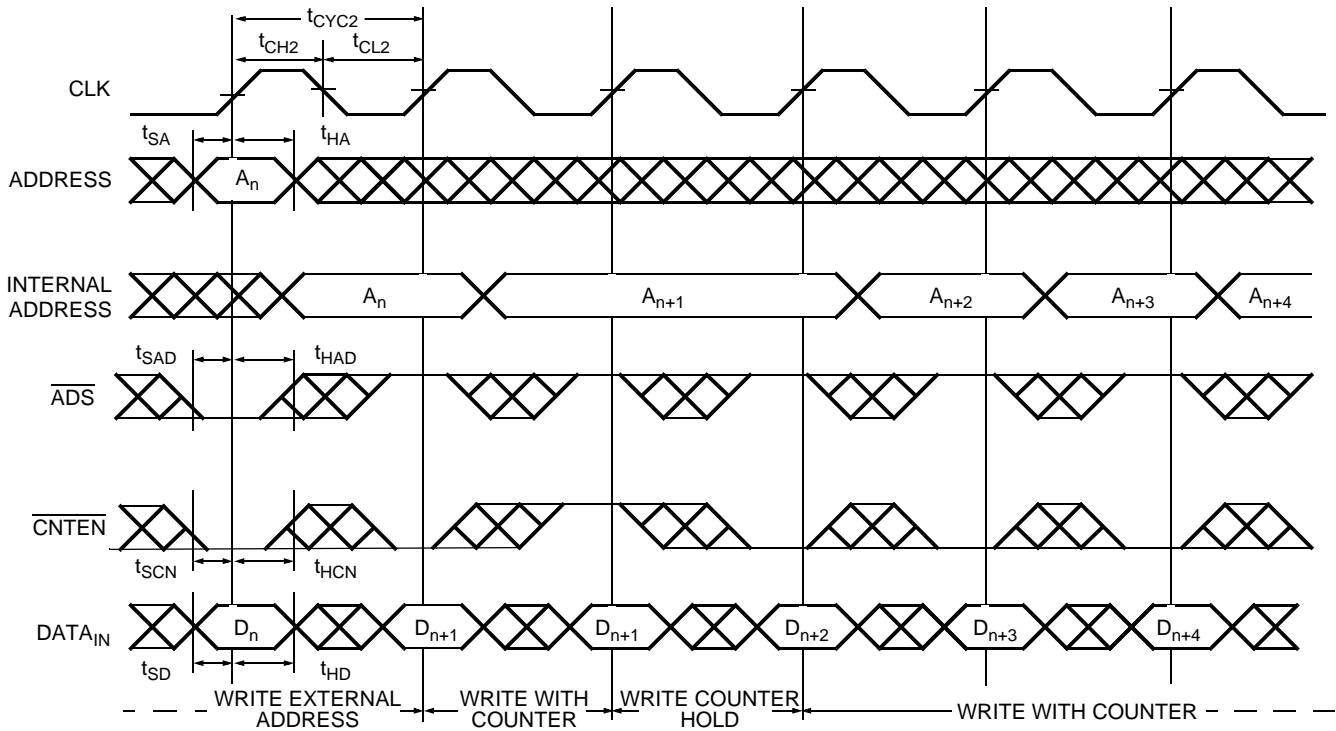 tCYC2
tCH2 tCL2
CLK
tSA tHA
ADDRESS An
INTERNAL
ADDRESS An An+1 An+2 An+3 An+4
tSAD tHAD
ADS
CNTEN
tSCN tHCN
DATAIN Dn Dn+1 Dn+1 Dn+2 Dn+3 Dn+4
tSD tHD
WRITE EXTERNAL
ADDRESS
WRITE WITH
COUNTER
WRITE COUNTER
HOLD
WRITE WITH COUNTER